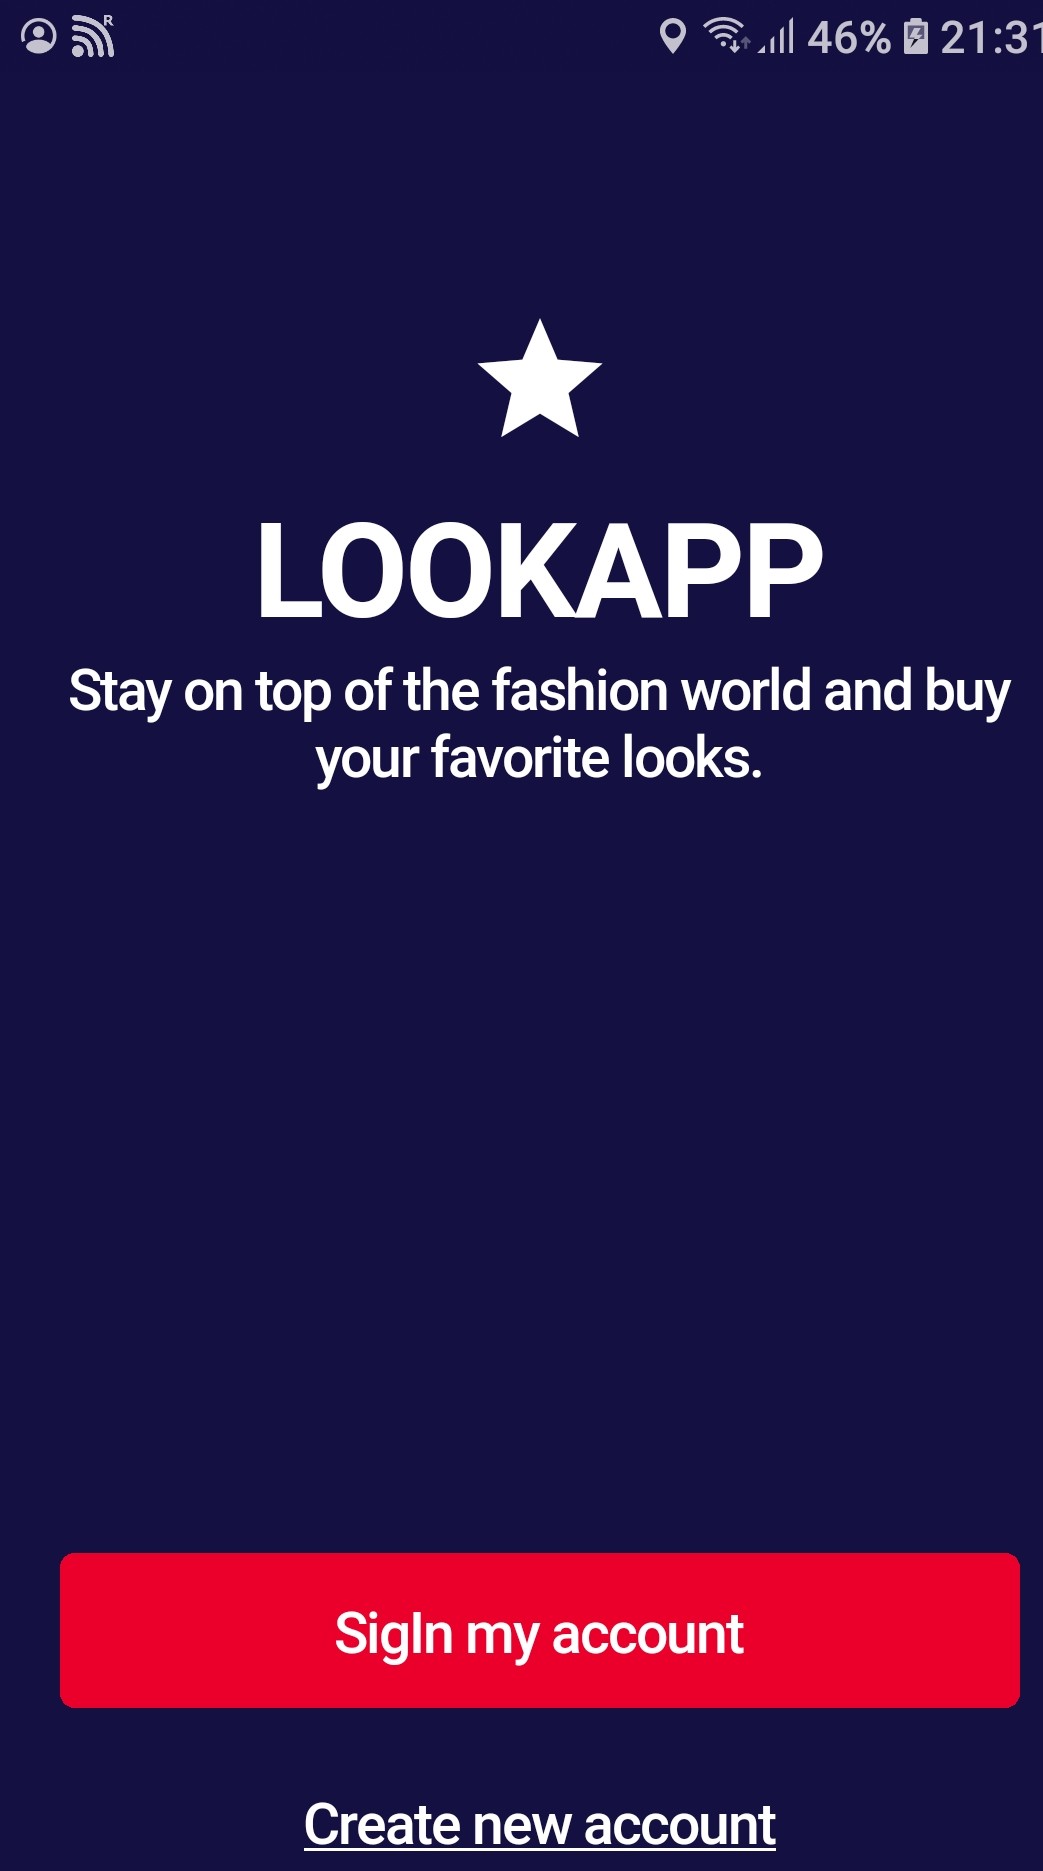 R
46% 21:31
LOOKAPP
Stay on top of the fashion world and buy
your favorite looks.
SigIn my account
Create new account